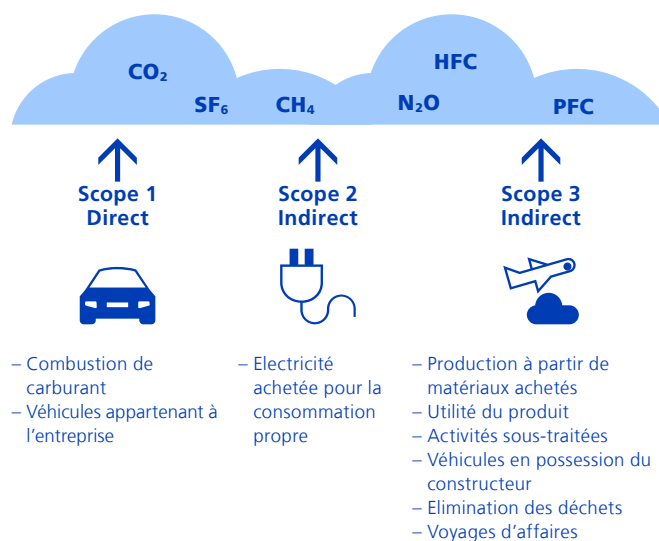 CO₂
HFC
SF₆
CH₄
N₂O
PFC
Scope 1
Direct
Scope 2
Indirect
Scope 3
Indirect
– Combustion de
carburant
– Véhicules appartenant à
l'entreprise
– Electricité
achetée pour la
consommation
propre
– Production à partir de
matériaux achetés
– Utilité du produit
– Activités sous-traitées
– Véhicules en possession du
constructeur
– Elimination des déchets
– Voyages d'affaires